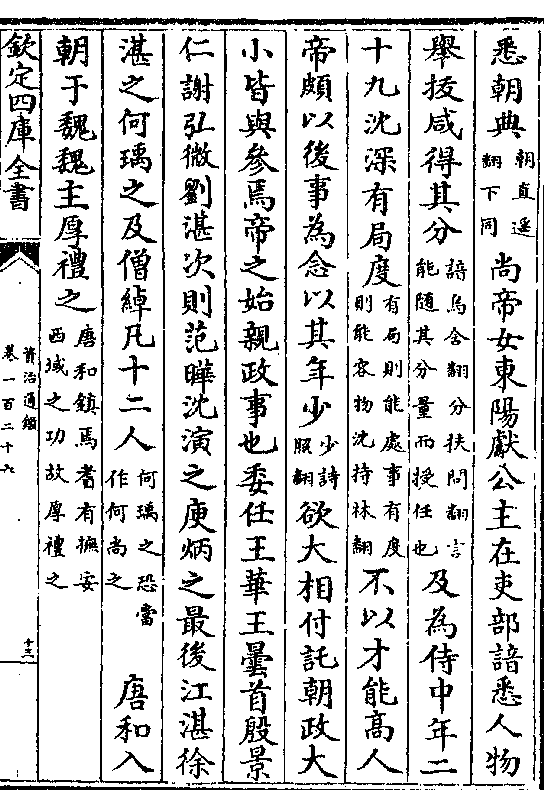 悉朝典朝直遥翻下同尚帝女東陽獻公主在吏部諳悉人物
舉拔咸得其分諳烏含翻分扶問翻言能隨其分量而授任也及為侍中年二
十九沈深有局度有局則能處事有度則能容物沈持林翻不以才能高人
帝頗以後事為念以其年少少詩照翻欲大相付託朝政大
小皆與參焉帝之始親政事也委任王華王曇首殷景
仁謝弘微劉湛次則范曄沈演之庾炳之最後江湛徐
湛之何瑀之及僧綽凡十二人何瑀之恐當作何尚之唐和入
朝于魏魏主厚禮之唐和鎮焉耆有撫安西域之功故厚禮之
欽定四庫全書
資治通鑑
卷一百二十六
十三